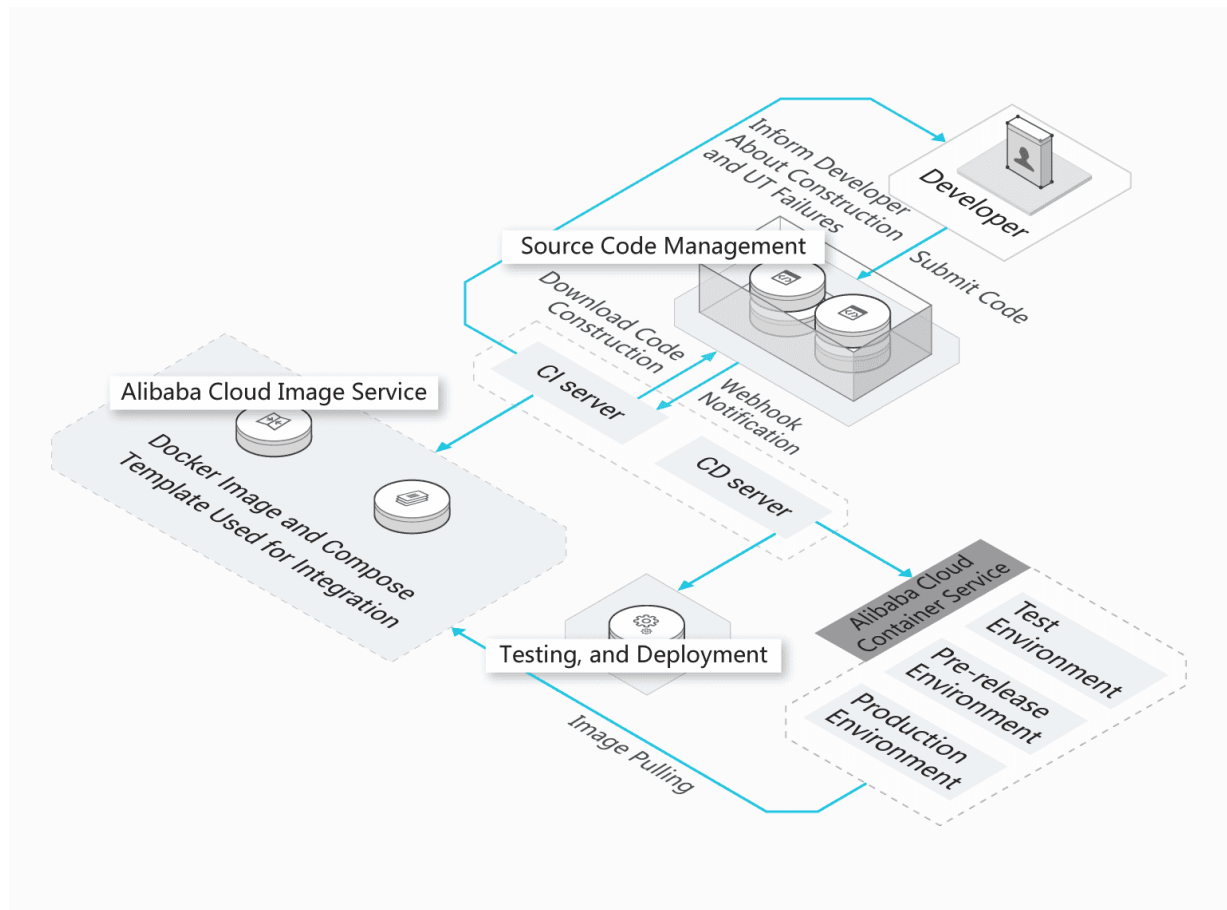 Inform Developer
About Construction
and UT Failures
Developer
Source Code Management
Submit Code
Download Code
Construction
CI server
Webhook
Notification
Alibaba Cloud Image Service
Docker Image and Compose
Template Used for Integration
CD server
Alibaba Cloud
Container Service
Test
Environment
Pre-release
Environment
Production
Environment
Testing, and Deployment
Image Pulling